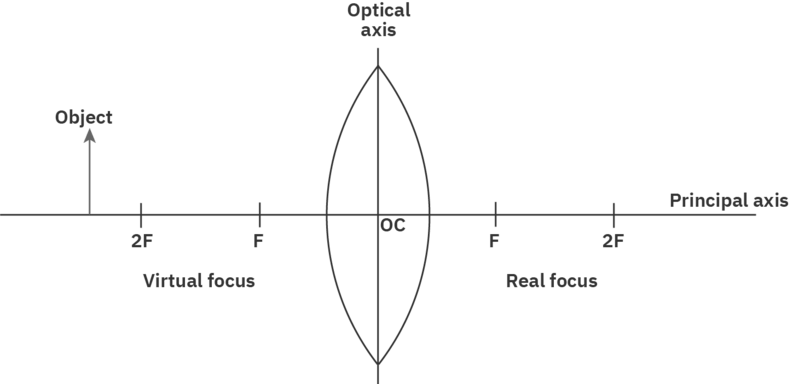 Optical
axis
Object
Principal axis
OC
2F
F
F
2F
Virtual focus
Real focus